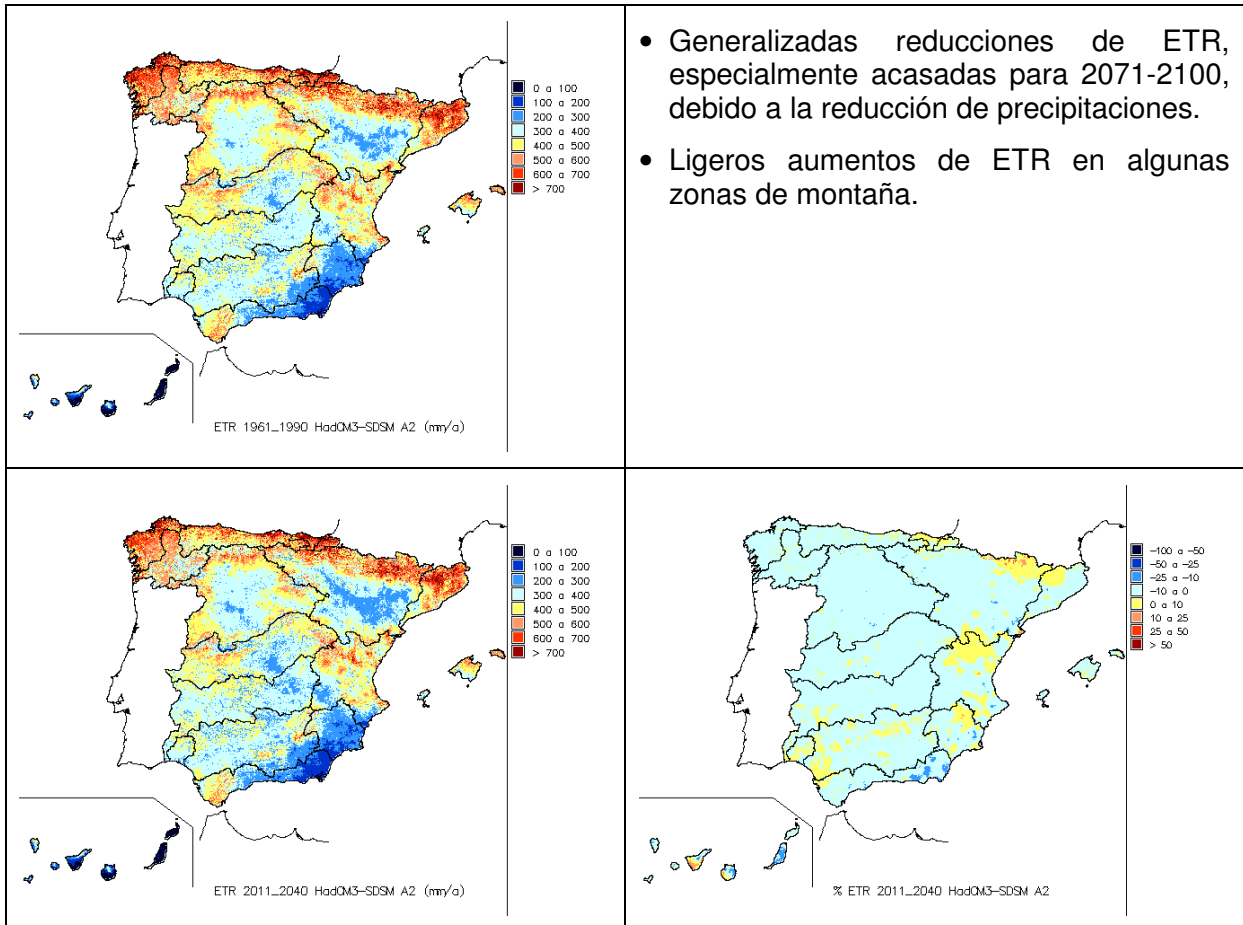 0 a 100
100 a 200
200 a 300
300 a 400
400 a 500
500 a 600
600 a 700
> 700
ETR 1961_1990 HadCM3-SDSM A2 (mm/a)
• Generalizadas reducciones de ETR,
especialmente acasadas para 2071-2100,
debido a la reducción de precipitaciones.
• Ligeros aumentos de ETR en algunas
zonas de montaña.
0 a 100
100 a 200
200 a 300
300 a 400
400 a 500
500 a 600
600 a 700
> 700
ETR 2011_2040 HadCM3-SDSM A2 (mm/a)
-100 a -50
-50 a -25
-25 a -10
-10 a 0
0 a 10
10 a 25
25 a 50
> 50
% ETR 2011_2040 HadCM3-SDSM A2